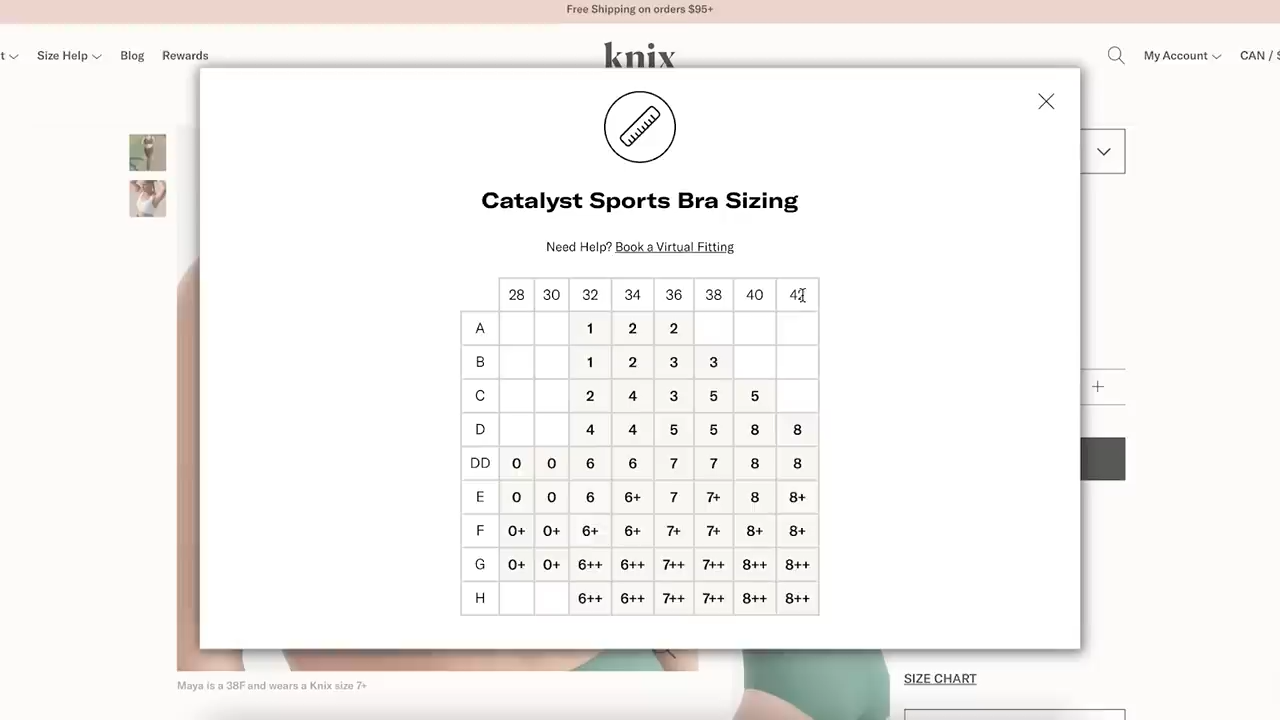 Free Shipping on orders $95+
t Size Help Blog Rewards
knix
My Account CAN / $
Catalyst Sports Bra Sizing
Need Help? Book a Virtual Fitting
28 30 32 34 36 38 40 42
A 1 2 2
B 1 2 3 3
C 2 4 3 5 5
D 4 4 5 5 8 8
DD 0 0 6 6 7 7 8 8
E 0 0 6 6+ 7 7+ 8 8+
F 0+ 0+ 6+ 6+ 7+ 7+ 8+ 8+
G 0+ 0+ 6++ 6++ 7++ 7++ 8++ 8++
H 6++ 6++ 7++ 7++ 8++ 8++
Maya is a 38F and wears a Knix size 7+
SIZE CHART